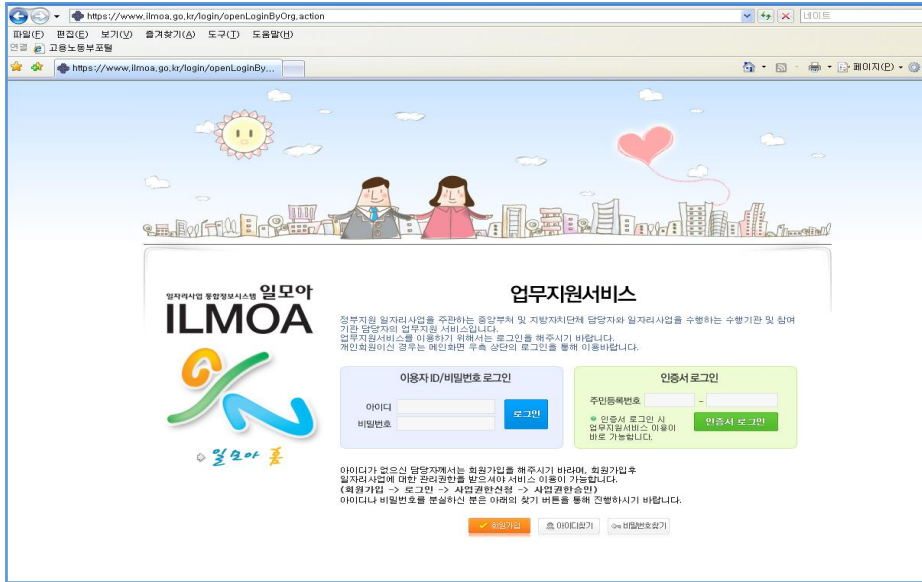 https://www.ilmoa.go.kr/login/openLoginByOrg.action
네이트
파일(F) 편집(E) 보기(V) 즐겨찾기(A) 도구(T) 도움말(H)
연결 고용노동부포털
https://www.ilmoa.go.kr/login/openLoginBy...
페이지(P)
일자리사업 통합정보시스템 일모아
ILMOA
일모아 홈
업무지원서비스
정부지원 일자리사업을 주관하는 중앙부처 및 지방자치단체 담당자와 일자리사업을 수행하는 수행기관 및 참여
기관 담당자의 업무지원 서비스입니다.
업무지원서비스를 이용하기 위해서는 로그인을 해주시기 바랍니다.
개인회원이신 경우는 메인화면 우측 상단의 로그인을 통해 이용바랍니다.
이용자 ID/비밀번호 로그인
아이디
비밀번호
로그인
인증서 로그인
주민등록번호 -
인증서 로그인 시
업무지원서비스 이용이
바로 가능합니다.
인증서 로그인
아이디가 없으신 담당자께서는 회원가입을 해주시기 바라며, 회원가입후
일자리사업에 대한 관리권한을 받으셔야 서비스 이용이 가능합니다.
(회원가입 -> 로그인 -> 사업권한신청 -> 사업권한승인)
아이디나 비밀번호를 분실하신 분은 아래의 찾기 버튼을 통해 진행하시기 바랍니다.
회원가입 아이디찾기 비밀번호찾기